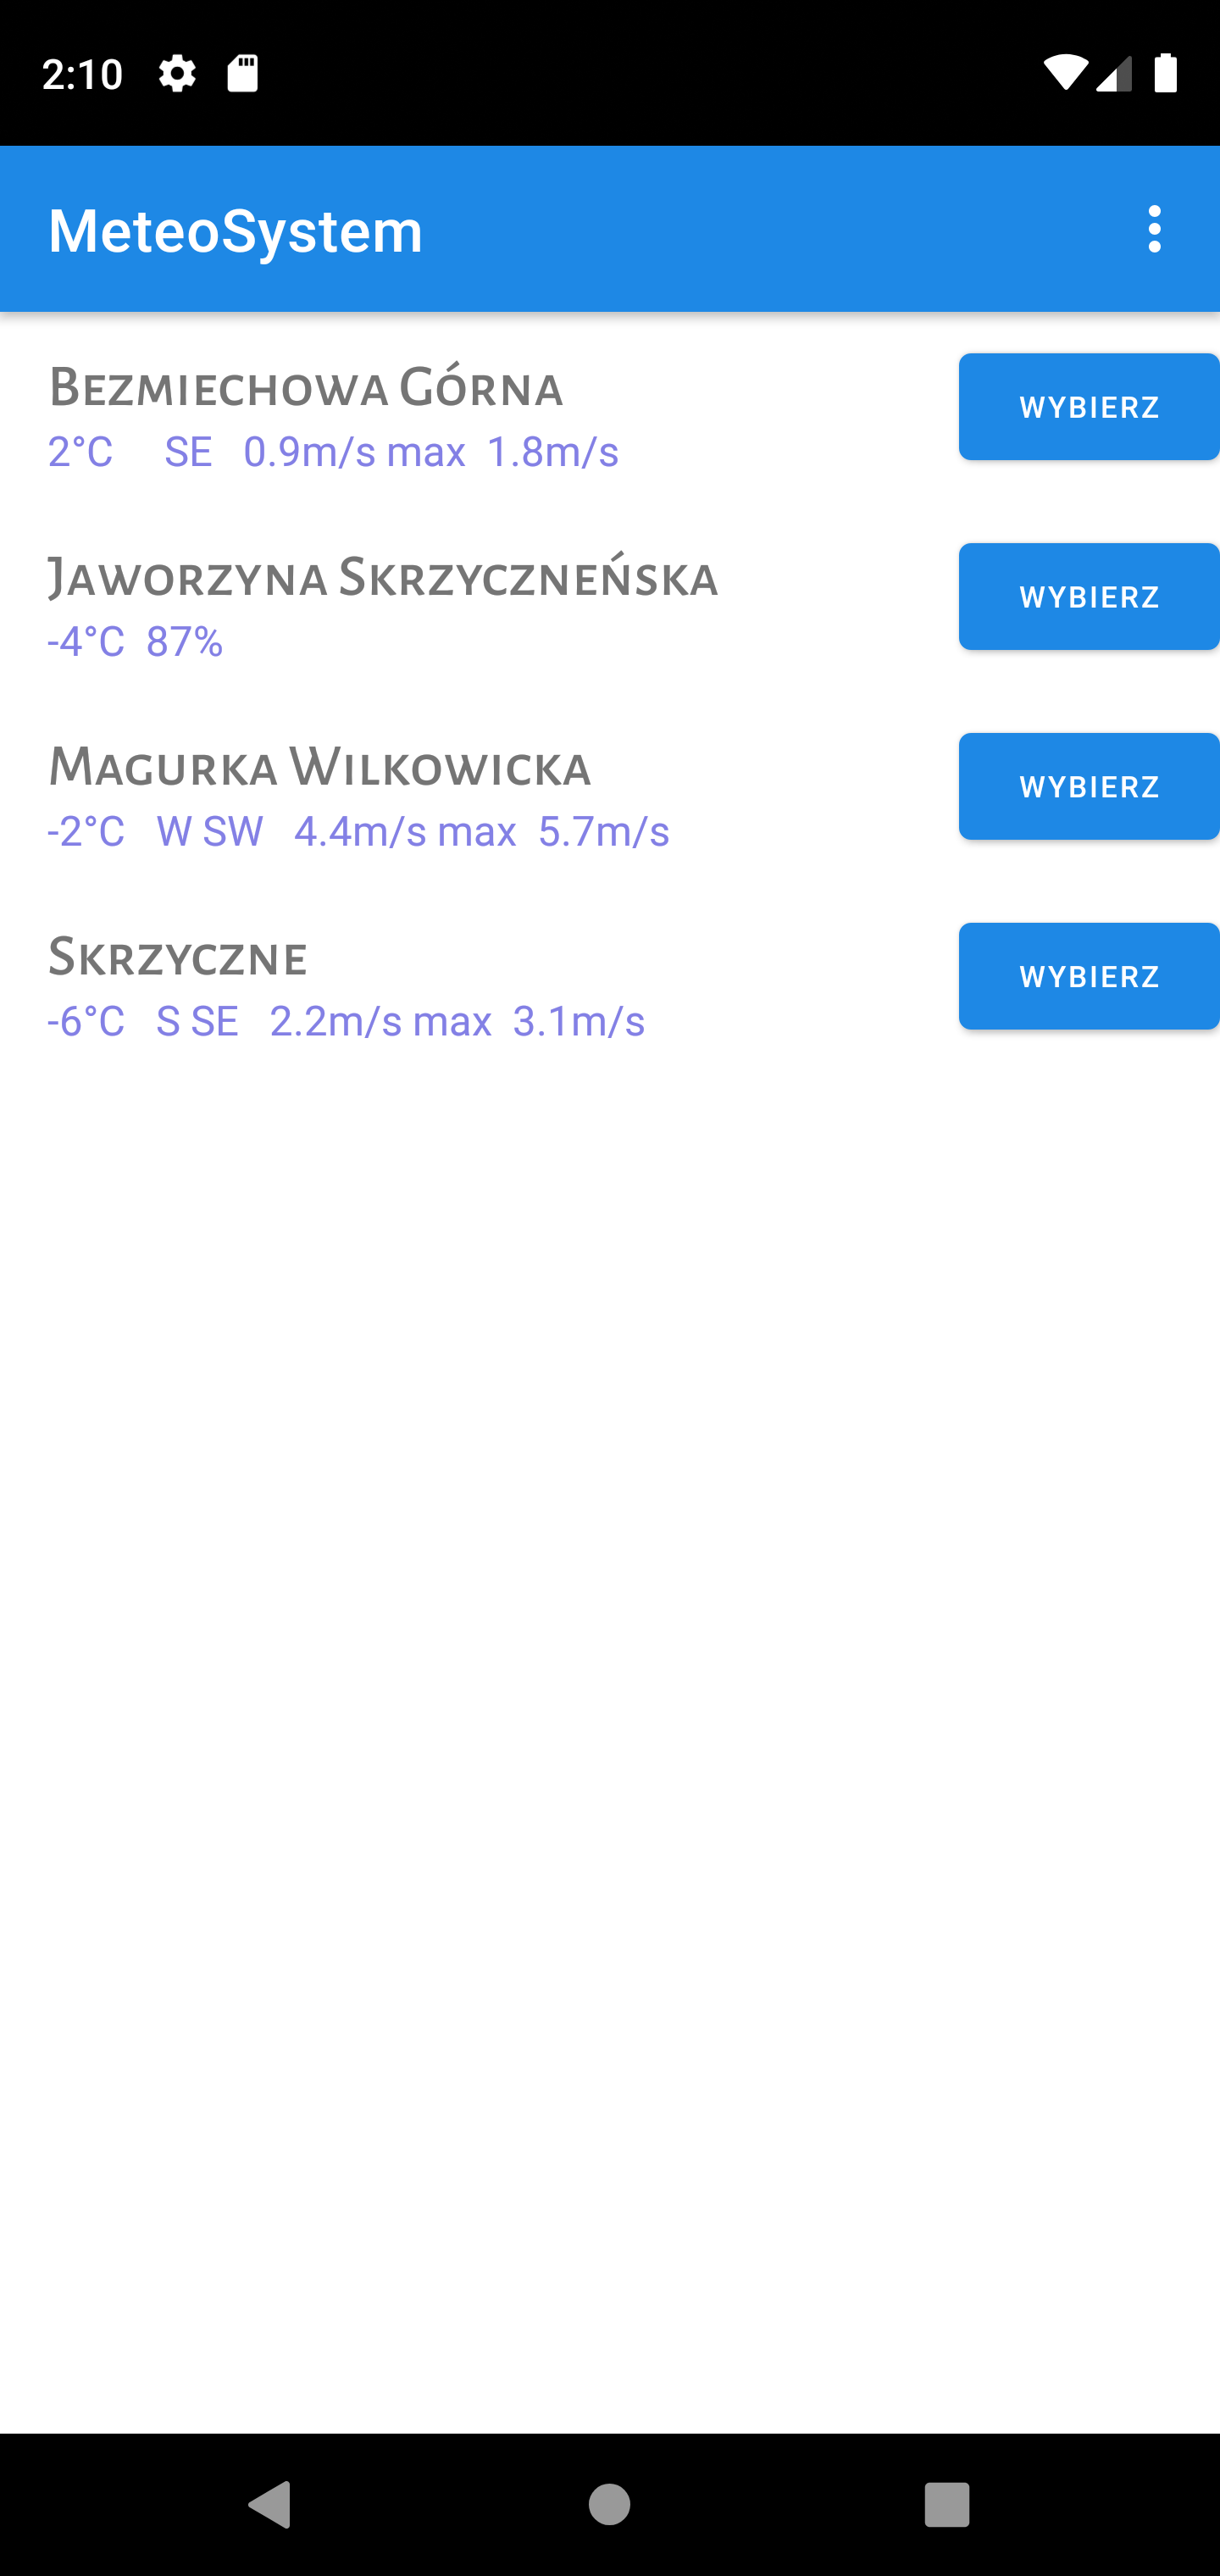 2:10
MeteoSystem
Bezmiechowa Górna
WYBIERZ
2°C SE 0.9m/s max 1.8m/s
Jaworzyna Skrzyczneńska
WYBIERZ
-4°C 87%
Magurka Wilkowicka
WYBIERZ
-2°C W SW 4.4m/s max 5.7m/s
Skrzyczne
WYBIERZ
-6°C S SE 2.2m/s max 3.1m/s